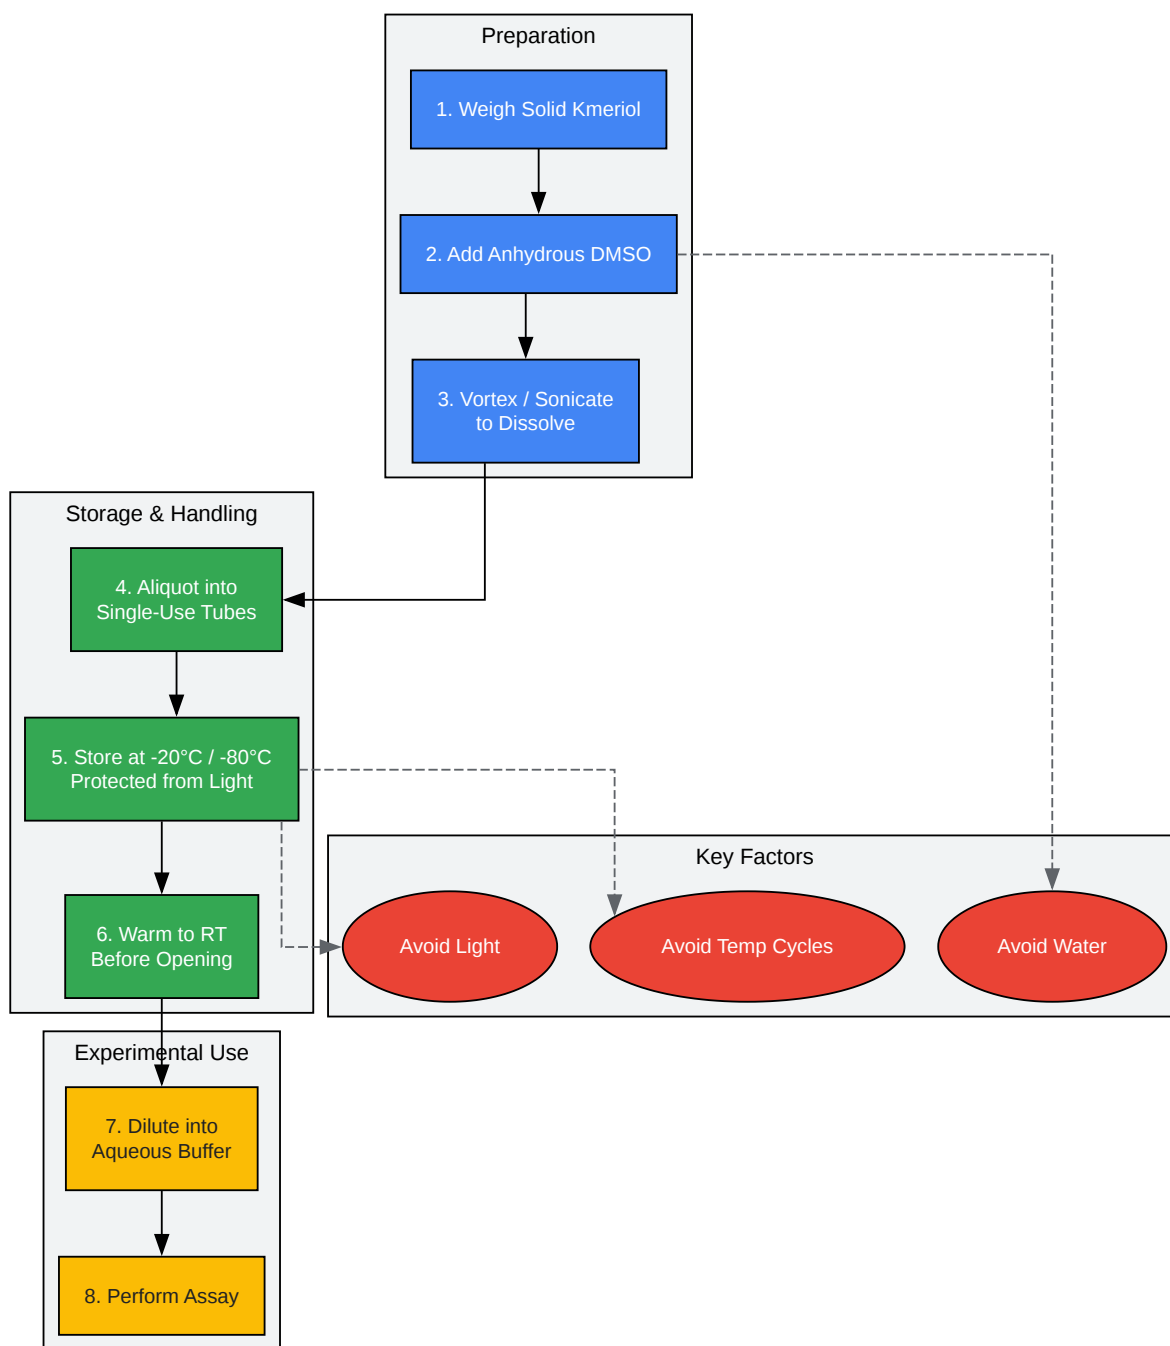 Preparation
1. Weigh Solid Kmeriol
2. Add Anhydrous DMSO
3. Vortex / Sonicate
to Dissolve
Storage & Handling
4. Aliquot into
Single-Use Tubes
5. Store at -20°C / -80°C
Protected from Light
6. Warm to RT
Before Opening
Key Factors
Avoid Light
Avoid Temp Cycles
Avoid Water
Experimental Use
7. Dilute into
Aqueous Buffer
8. Perform Assay